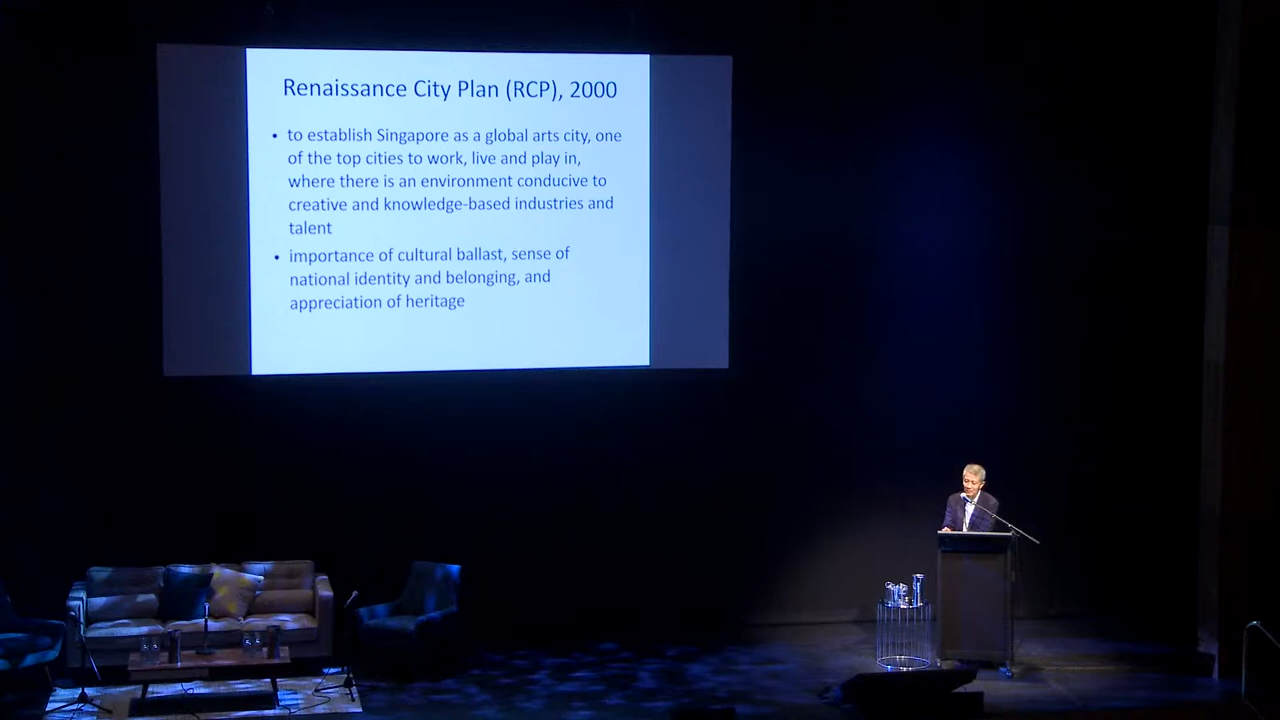 Renaissance City Plan (RCP), 2000
• to establish Singapore as a global arts city, one
of the top cities to work, live and play in,
where there is an environment conducive to
creative and knowledge-based industries and
talent
• importance of cultural ballast, sense of
national identity and belonging, and
appreciation of heritage